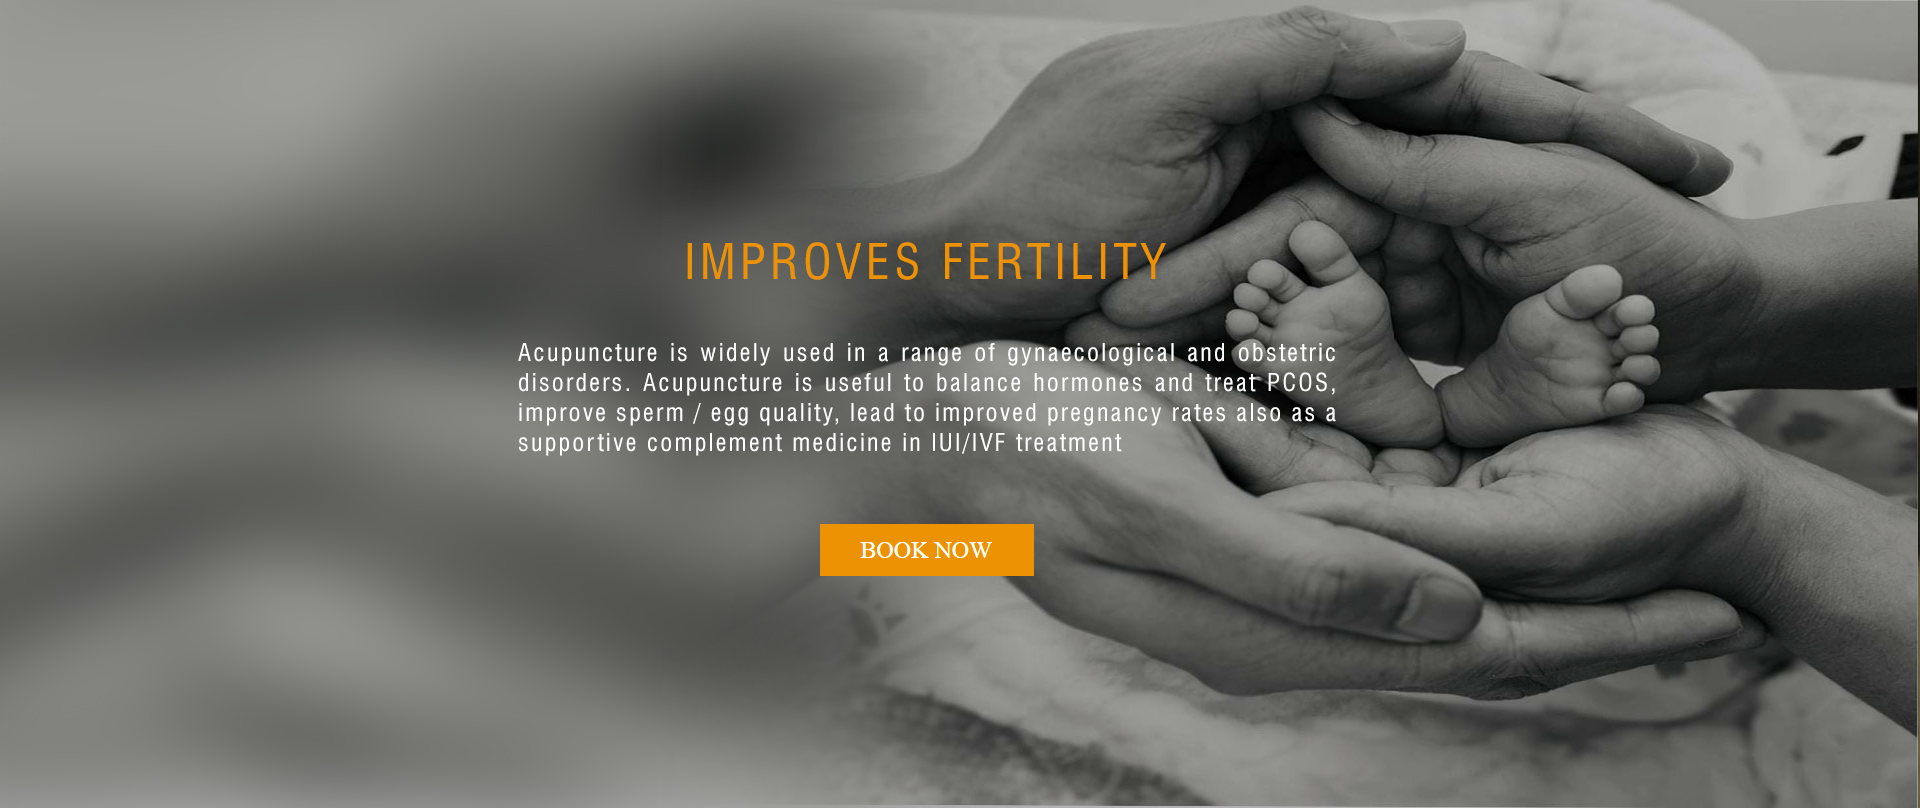 IMPROVES FERTILITY
Acupuncture is widely used in a range of gynaecological and obstetric
disorders. Acupuncture is useful to balance hormones and treat PCOS,
improve sperm / egg quality, lead to improved pregnancy rates also as a
supportive complement medicine in IUI/IVF treatment
BOOK NOW